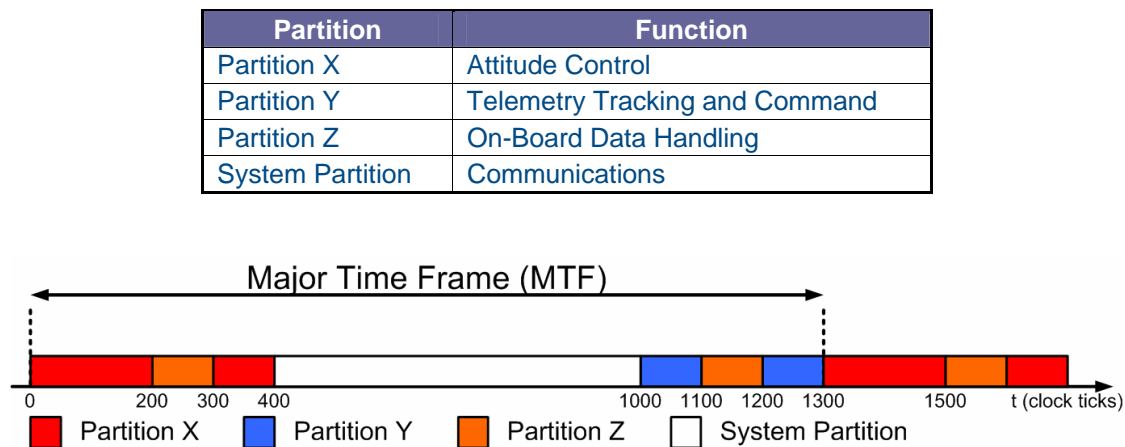 Partition Function
Partition X Attitude Control
Partition Y Telemetry Tracking and Command
Partition Z On-Board Data Handling
System Partition Communications
Major Time Frame (MTF)
0 200 300 400 1000 1100 1200 1300 1500 t (clock ticks)
Partition X Partition Y Partition Z System Partition